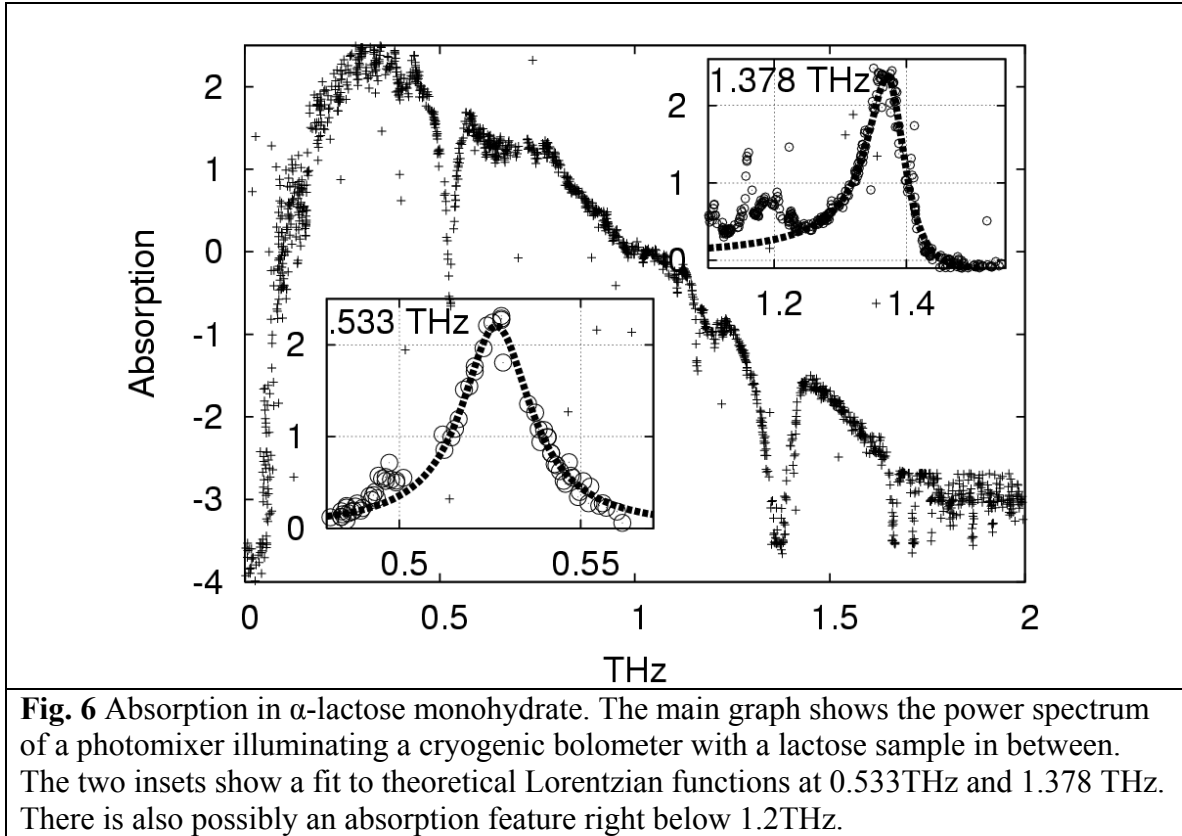 2
1
0
-1
-2
-3
-4
Absorption
0
0.5
1
1.5
2
THz
1.378 THz
2
1
0
1.2
1.4
.533 THz
2
1
0
0.5
0.55
Fig. 6 Absorption in α-lactose monohydrate. The main graph shows the power spectrum
of a photomixer illuminating a cryogenic bolometer with a lactose sample in between.
The two insets show a fit to theoretical Lorentzian functions at 0.533THz and 1.378 THz.
There is also possibly an absorption feature right below 1.2THz.